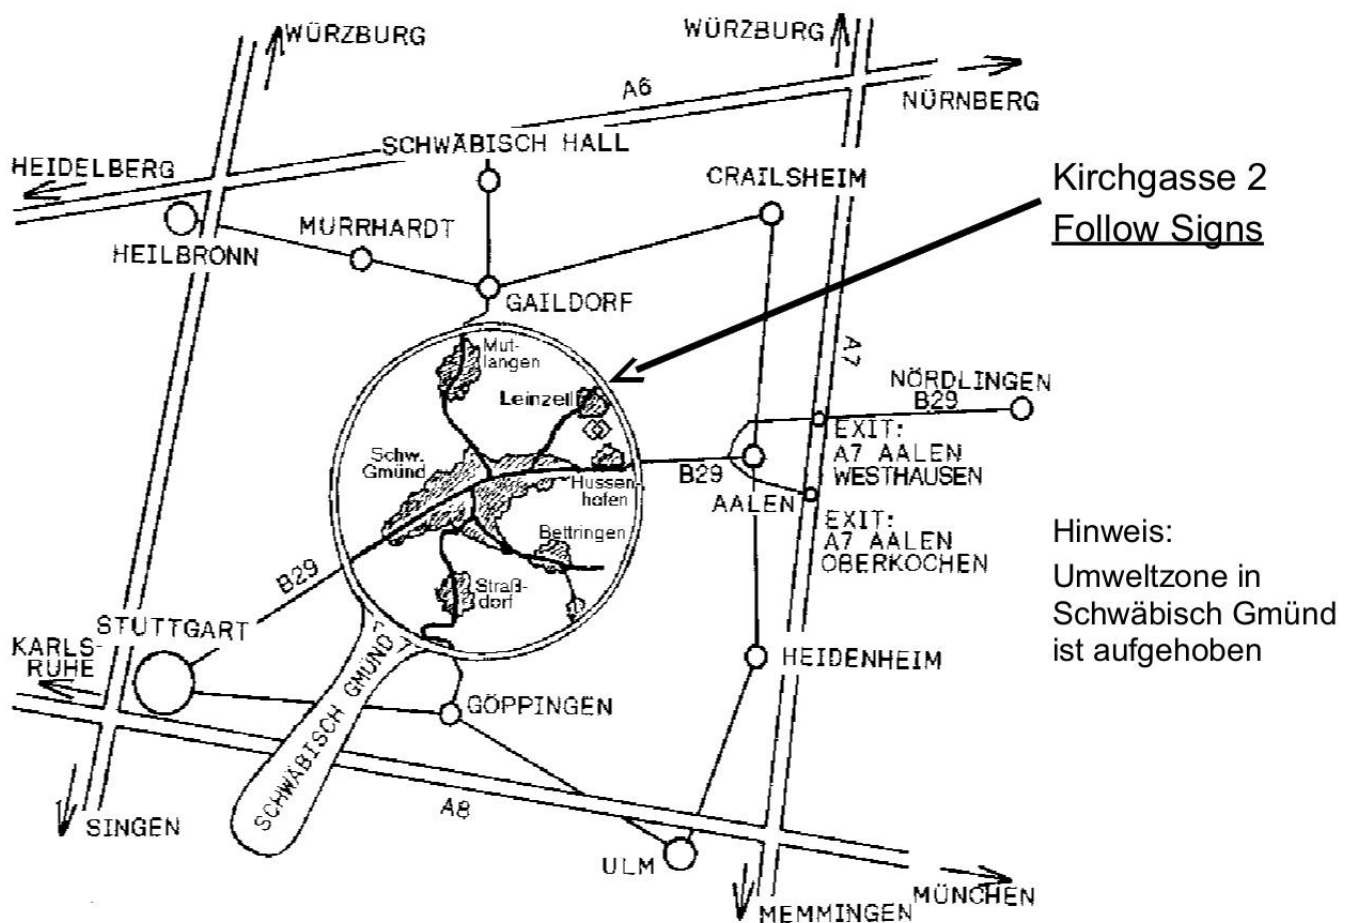 WÜRZBURG
WÜRZBURG
A6
NÜRNBERG
SCHWÄBISCH HALL
HEIDELBERG
CRAILSHEIM
Kirchgasse 2
Follow Signs
MURRHARDT
HEILBRONN
GAILDORF
Mut-
langen
A7
Leinzell
NÖRDLINGEN
B29
EXIT:
A7 AALEN
WESTHAUSEN
Schw.
Gmünd
B29
Hussen-
hofen
AALEN
EXIT:
A7 AALEN
OBERKOCHEN
Bettringen
Hinweis:
Umweltzone in
Schwäbisch Gmünd
ist aufgehoben
B29
Straß-
dorf
STUTTGART
KARLS-
RUHE
HEIDENHEIM
SCHWÄBISCH GMÜND
GÖPPINGEN
A8
SINGEN
ULM
MÜNCHEN
MEMMINGEN